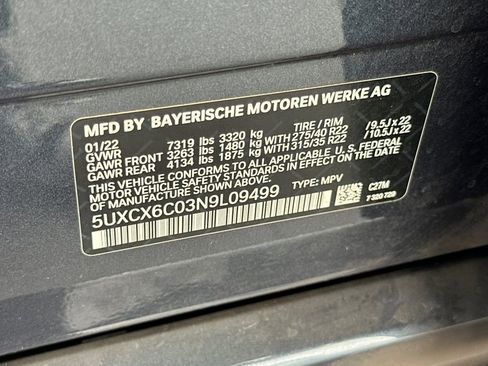 MFD BY BAYERISCHE MOTOREN WERKE AG
01/22 TIRE / RIM
GVWR 7319 lbs 3320 kg
GAWR FRONT 3263 lbs 1480 kg WITH 275/40 R22 / 9.5J x 22
GAWR REAR 4134 lbs 1875 kg WITH 315/35 R22 / 10.5J x 22
THIS VEHICLE CONFORMS TO ALL APPLICABLE U.S. FEDERAL
MOTOR VEHICLE SAFETY STANDARDS IN EFFECT ON THE DATE
OF MANUFACTURE SHOWN ABOVE.
5UXCX6C03N9L09499 TYPE: MPV
C27M
7 320 720